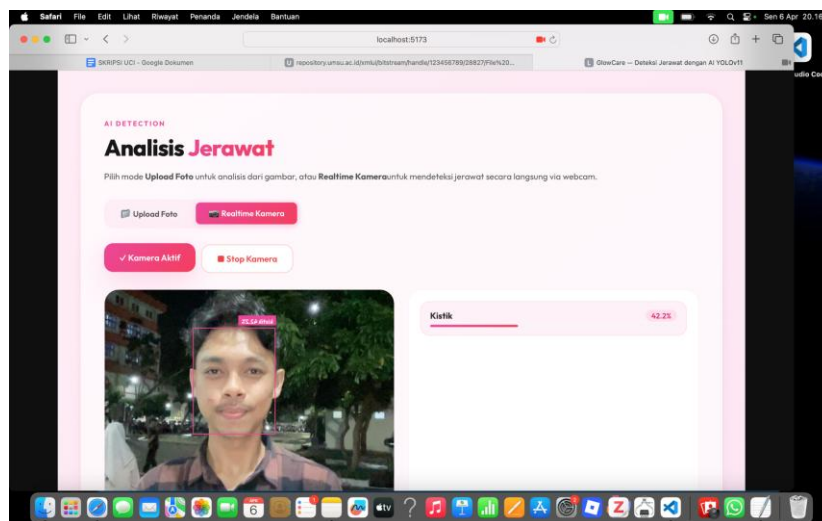 Safari File Edit Lihat Riwayat Penanda Jendela Bantuan Sen 6 Apr 20.16
localhost:5173
SKRIPSI UCI - Google Dokumen
repository.umsu.ac.id/xmlui/bitstream/handle/123456789/28827/File%20...
GlowCare — Deteksi Jerawat dengan AI YOLOv11
AI DETECTION
Analisis Jerawat
Pilih mode Upload Foto untuk analisis dari gambar, atau Realtime Kamerauntuk mendeteksi jerawat secara langsung via webcam.
Upload Foto
Realtime Kamera
✓ Kamera Aktif
Stop Kamera
Kistik 42.2%
APR
6
tv